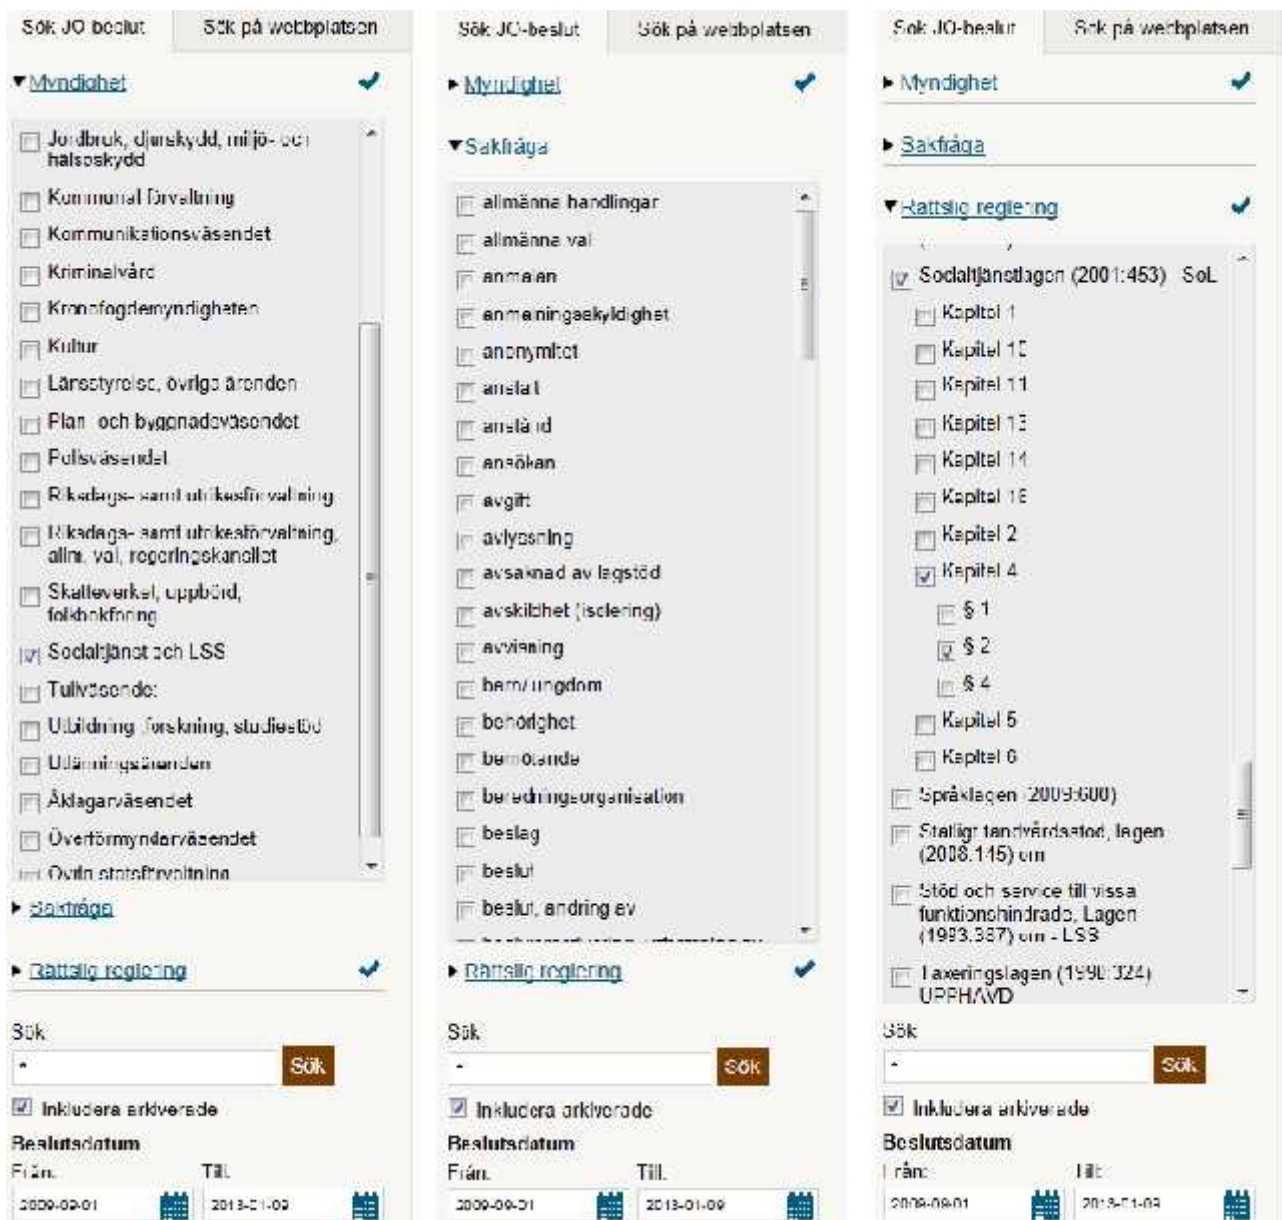 Sök JO-beslut Sök på webbplatsen
Myndighet
Jordbruk, djurskydd, miljö- och
hälsoskydd
Kommunal förvaltning
Kommunikationsväsendet
Kriminalvård
Kronofogdemyndigheten
Kultur
Länsstyrelse, övriga ärenden
Plan- och byggnadsväsendet
Polisväsendet
Riksdags- samt utrikesförvaltning
Riksdags- samt utrikesförvaltning,
allm. val, regeringskansliet
Skatteverket, uppbörd,
folkbokföring
Socialtjänst och LSS
Tullväsendet
Utbildning, forskning, studiestöd
Utlänningsärenden
Åklagarväsendet
Överförmyndarväsendet
Övrig statsförvaltning
Sakfråga
Rättslig reglering
Sök
*
Sök
Inkludera arkiverade
Beslutsdatum
Från: Till:
2009-09-01 2013-01-09
Sök JO-beslut Sök på webbplatsen
Myndighet
Sakfråga
allmänna handlingar
allmänna val
anmälan
anmälningsskyldighet
anonymitet
anstalt
anstånd
ansökan
avgift
avlyssning
avsaknad av lagstöd
avskildhet (isolering)
avvisning
barn/ungdom
behörighet
bemötande
beredningsorganisation
beslag
beslut
beslut, ändring av
Rättslig reglering
Sök
*
Sök
Inkludera arkiverade
Beslutsdatum
Från: Till:
2009-09-01 2013-01-09
Sök JO-beslut Sök på webbplatsen
Myndighet
Sakfråga
Rättslig reglering
Socialtjänstlagen (2001:453) - SoL
Kapitel 1
Kapitel 10
Kapitel 11
Kapitel 13
Kapitel 14
Kapitel 16
Kapitel 2
Kapitel 4
§ 1
§ 2
§ 4
Kapitel 5
Kapitel 6
Språklagen (2009:600)
Statligt tandvårdsstöd, lagen
(2008:145) om
Stöd och service till vissa
funktionshindrade, Lagen
(1993:387) om - LSS
Taxeringslagen (1990:324)
UPPHÄVD
Sök
*
Sök
Inkludera arkiverade
Beslutsdatum
Från: Till:
2009-09-01 2013-01-09